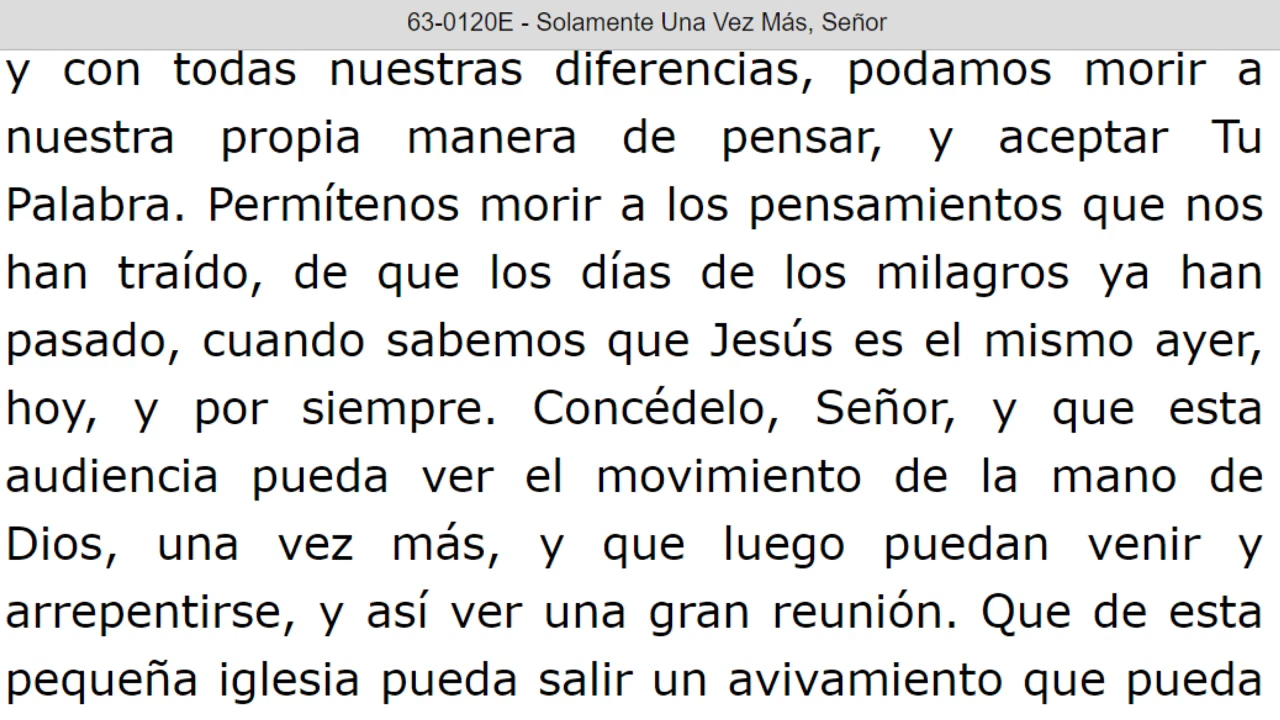 63-0120E - Solamente Una Vez Más, Señor
y con todas nuestras diferencias, podamos morir a
nuestra propia manera de pensar, y aceptar Tu
Palabra. Permítenos morir a los pensamientos que nos
han traído, de que los días de los milagros ya han
pasado, cuando sabemos que Jesús es el mismo ayer,
hoy, y por siempre. Concédelo, Señor, y que esta
audiencia pueda ver el movimiento de la mano de
Dios, una vez más, y que luego puedan venir y
arrepentirse, y así ver una gran reunión. Que de esta
pequeña iglesia pueda salir un avivamiento que pueda